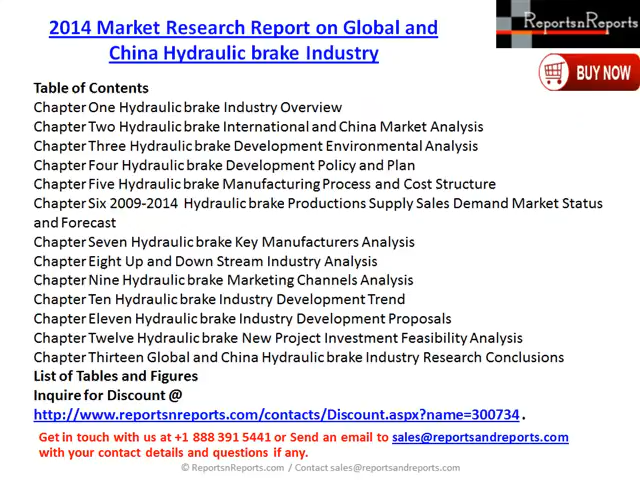 2014 Market Research Report on Global and
China Hydraulic brake Industry
ReportsnReports
BUY NOW
Table of Contents
Chapter One Hydraulic brake Industry Overview
Chapter Two Hydraulic brake International and China Market Analysis
Chapter Three Hydraulic brake Development Environmental Analysis
Chapter Four Hydraulic brake Development Policy and Plan
Chapter Five Hydraulic brake Manufacturing Process and Cost Structure
Chapter Six 2009-2014 Hydraulic brake Productions Supply Sales Demand Market Status
and Forecast
Chapter Seven Hydraulic brake Key Manufacturers Analysis
Chapter Eight Up and Down Stream Industry Analysis
Chapter Nine Hydraulic brake Marketing Channels Analysis
Chapter Ten Hydraulic brake Industry Development Trend
Chapter Eleven Hydraulic brake Industry Development Proposals
Chapter Twelve Hydraulic brake New Project Investment Feasibility Analysis
Chapter Thirteen Global and China Hydraulic brake Industry Research Conclusions
List of Tables and Figures
Inquire for Discount @
http://www.reportsnreports.com/contacts/Discount.aspx?name=300734 .
Get in touch with us at +1 888 391 5441 or Send an email to sales@reportsandreports.com
with your contact details and questions if any.
© ReportsnReports.com / Contact sales@reportsandreports.com